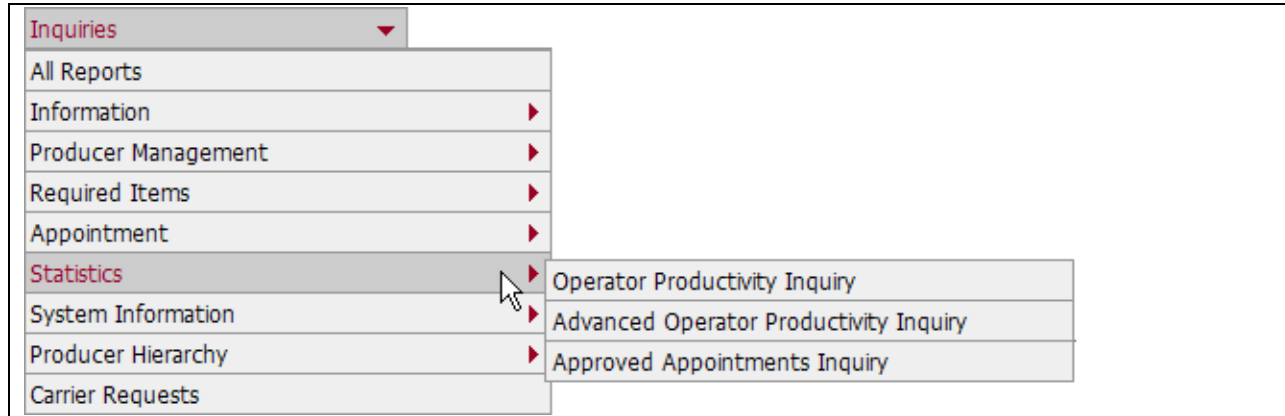 Inquiries
All Reports
Information
Producer Management
Required Items
Appointment
Statistics
System Information
Producer Hierarchy
Carrier Requests
Operator Productivity Inquiry
Advanced Operator Productivity Inquiry
Approved Appointments Inquiry